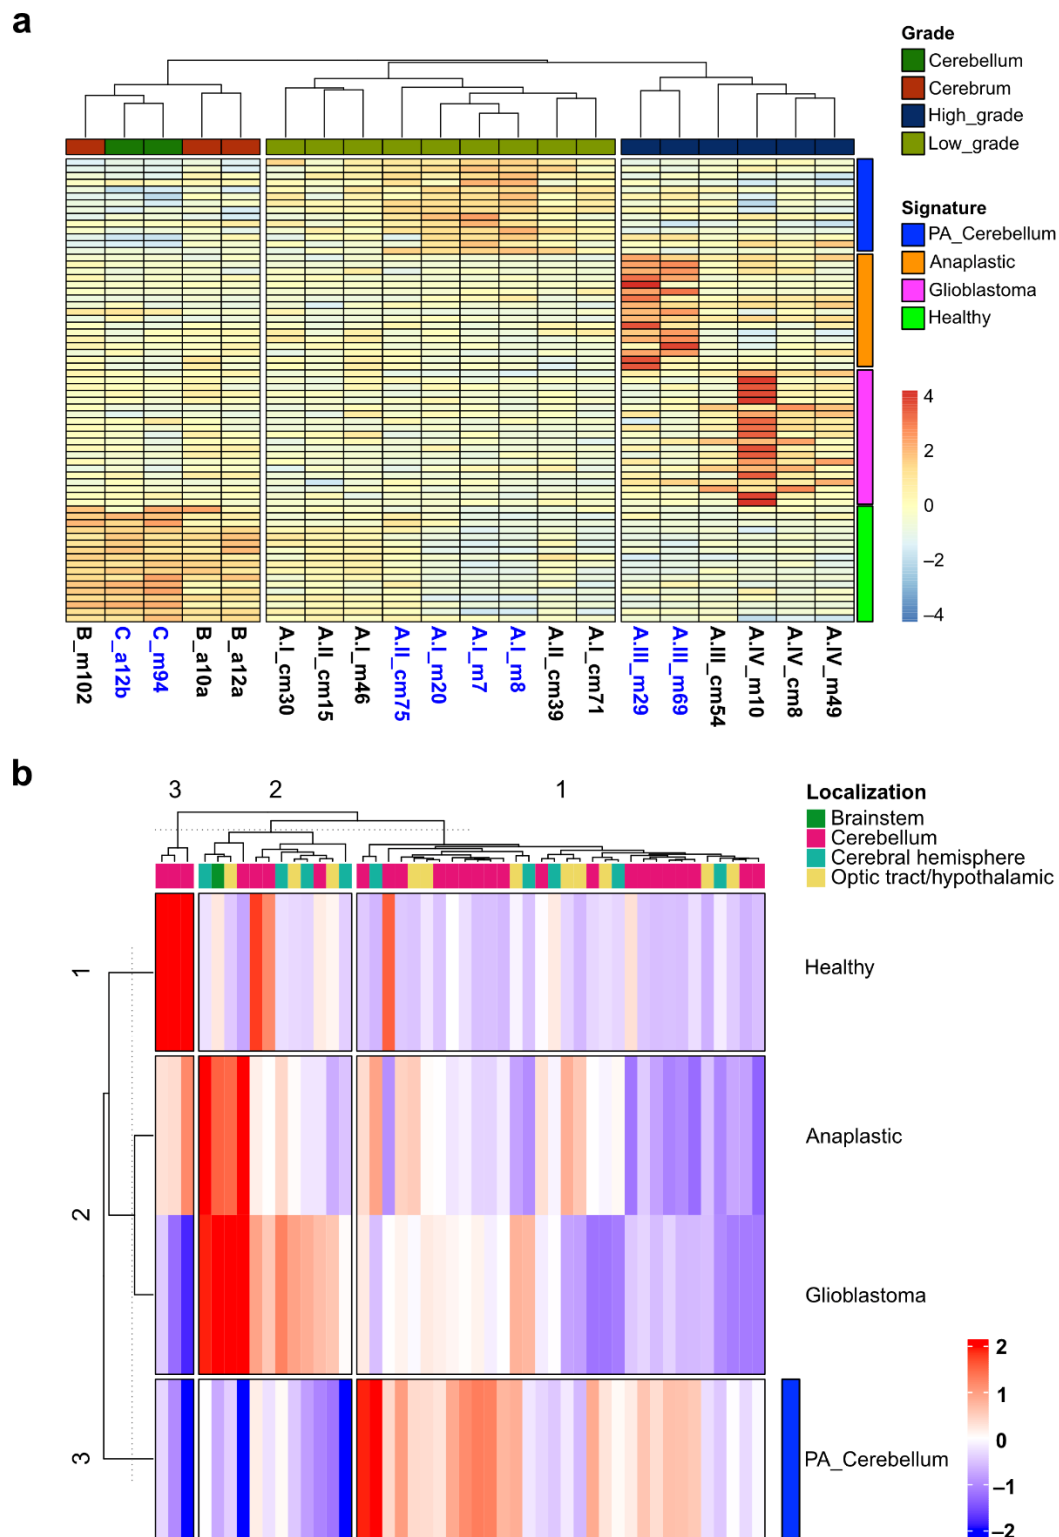 a
Grade
Cerebellum
Cerebrum
High_grade
Low_grade
Signature
PA_Cerebellum
Anaplastic
Glioblastoma
Healthy
4
2
0
–2
–4
B_m102
C_a12b
C_m94
B_a10a
B_a12a
A.I_cm30
A.II_cm15
A.I_m46
A.II_cm75
A.I_m20
A.I_m7
A.I_m8
A.II_cm39
A.I_cm71
A.III_m29
A.III_m69
A.III_cm54
A.IV_m10
A.IV_cm8
A.IV_m49
b
3
2
1
Localization
Brainstem
Cerebellum
Cerebral hemisphere
Optic tract/hypothalamic
1
Healthy
Anaplastic
2
Glioblastoma
3
PA_Cerebellum
2
1
0
–1
–2